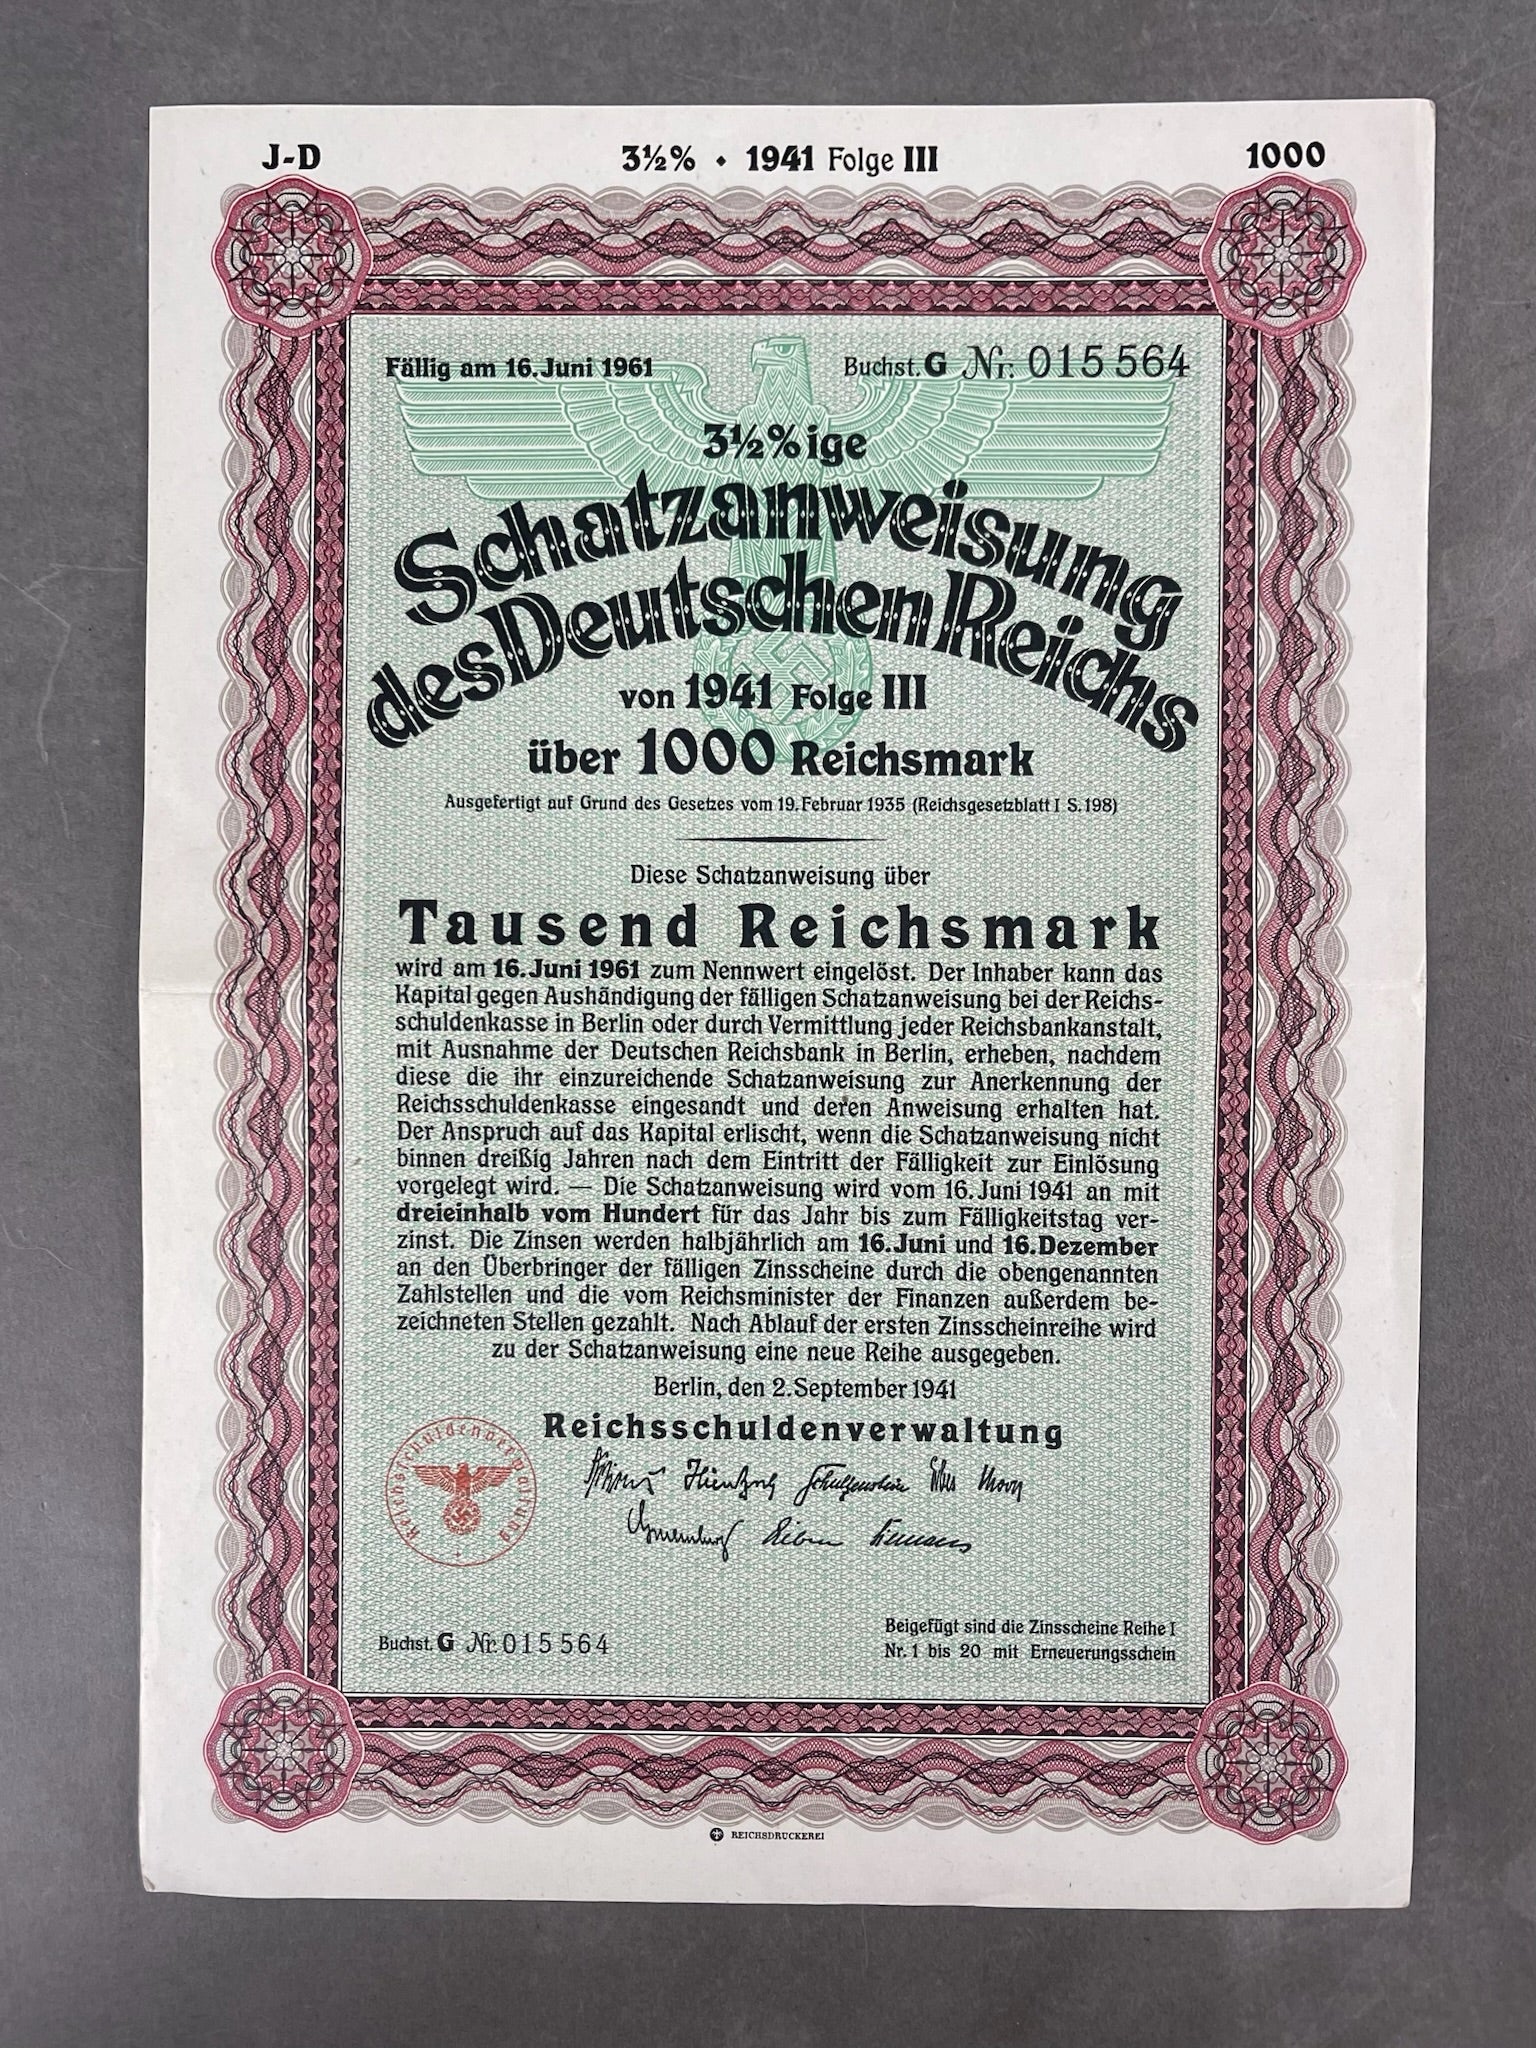 J-D 3½% • 1941 Folge III 1000
Fällig am 16. Juni 1961 Buchst. G Nr. 015564
3½%ige
Schatzanweisung
des Deutschen Reichs
von 1941 Folge III
über 1000 Reichsmark
Ausgefertigt auf Grund des Gesetzes vom 19. Februar 1935 (Reichsgesetzblatt I S. 198)
Diese Schatzanweisung über
Tausend Reichsmark
wird am 16. Juni 1961 zum Nennwert eingelöst. Der Inhaber kann das
Kapital gegen Aushändigung der fälligen Schatzanweisung bei der Reichs-
schuldenkasse in Berlin oder durch Vermittlung jeder Reichsbankanstalt,
mit Ausnahme der Deutschen Reichsbank in Berlin, erheben, nachdem
diese die ihr einzureichende Schatzanweisung zur Anerkennung der
Reichsschuldenkasse eingesandt und deren Anweisung erhalten hat.
Der Anspruch auf das Kapital erlischt, wenn die Schatzanweisung nicht
binnen dreißig Jahren nach dem Eintritt der Fälligkeit zur Einlösung
vorgelegt wird. — Die Schatzanweisung wird vom 16. Juni 1941 an mit
dreieinhalb vom Hundert für das Jahr bis zum Fälligkeitstag ver-
zinst. Die Zinsen werden halbjährlich am 16. Juni und 16. Dezember
an den Überbringer der fälligen Zinsscheine durch die obengenannten
Zahlstellen und die vom Reichsminister der Finanzen außerdem be-
zeichneten Stellen gezahlt. Nach Ablauf der ersten Zinsscheinreihe wird
zu der Schatzanweisung eine neue Reihe ausgegeben.
Berlin, den 2. September 1941
Reichsschuldenverwaltung
Reichsschuldenverwaltung
Beigefügt sind die Zinsscheine Reihe I
Buchst. G Nr. 015564 Nr. 1 bis 20 mit Erneuerungsschein
REICHSDRUCKEREI